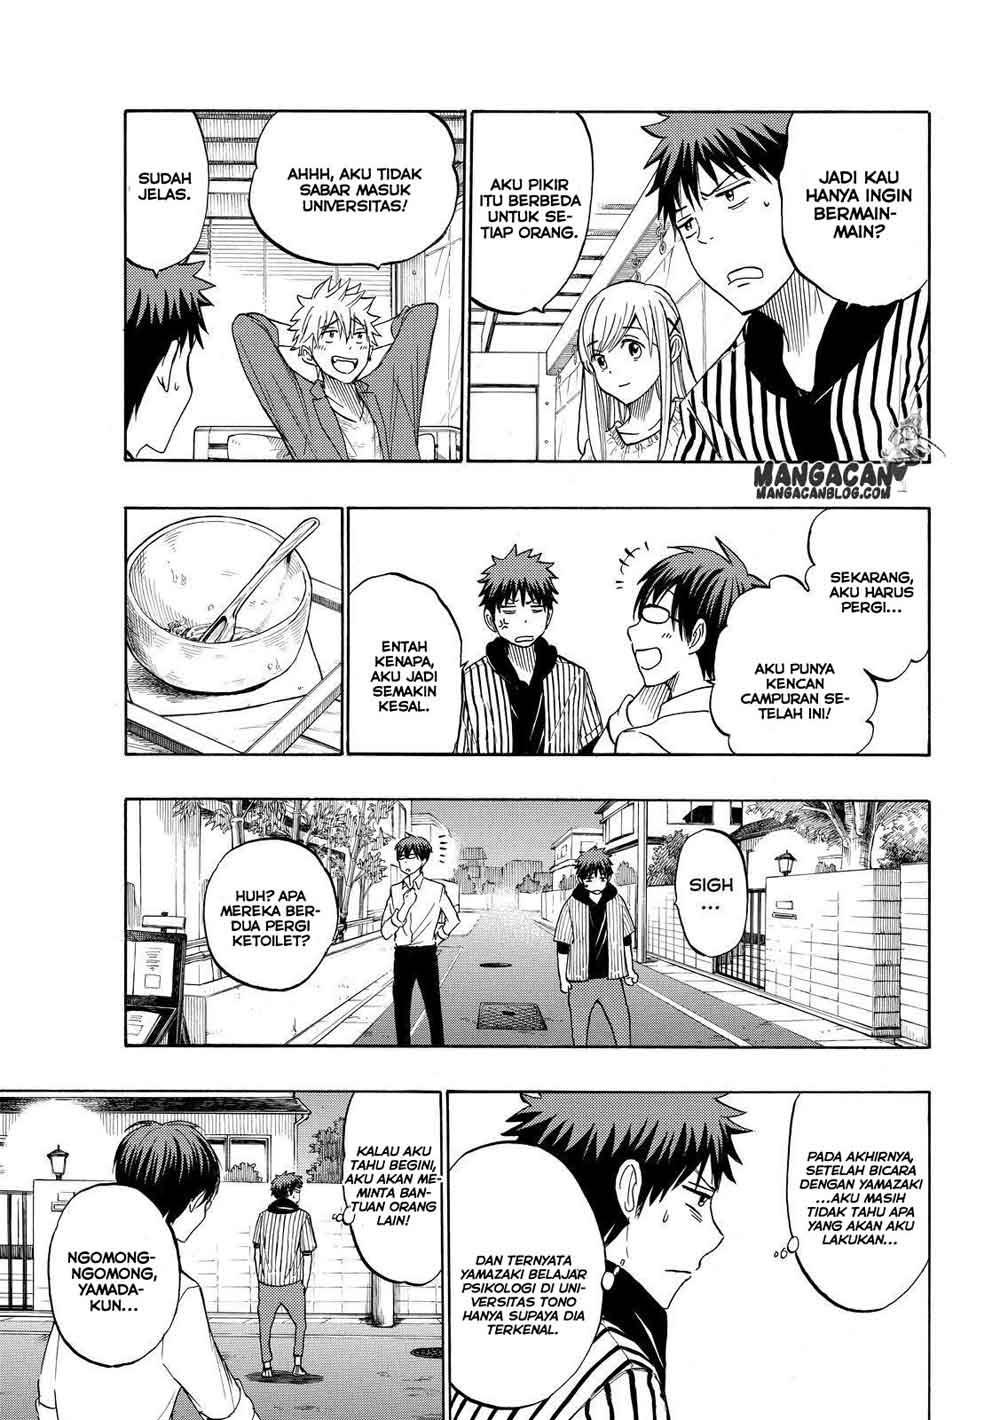 JADI KAU
HANYA INGIN
BERMAIN-
MAIN?
AKU PIKIR
ITU BERBEDA
UNTUK SE-
TIAP ORANG.
AHHH, AKU TIDAK
SABAR MASUK
UNIVERSITAS!
SUDAH
JELAS.
MANGACAN
MANGACANBLOG.COM
SEKARANG,
AKU HARUS
PERGI...
AKU PUNYA
KENCAN
CAMPURAN SE-
TELAH INI!
ENTAH
KENAPA,
AKU JADI
SEMAKIN
KESAL.
SIGH
...
HUH? APA
MEREKA BER-
DUA PERGI
KETOILET?
PADA AKHIRNYA,
SETELAH BICARA
DENGAN YAMAZAKI
...AKU MASIH
TIDAK TAHU APA
YANG AKAN AKU
LAKUKAN...
DAN TERNYATA
YAMAZAKI BELAJAR
PSIKOLOGI DI UNI-
VERSITAS TONO
HANYA SUPAYA DIA
TERKENAL.
KALAU AKU
TAHU BEGINI,
AKU AKAN ME-
MINTA BAN-
TUAN ORANG
LAIN!
NGOMONG-
NGOMONG,
YAMADA-
KUN...